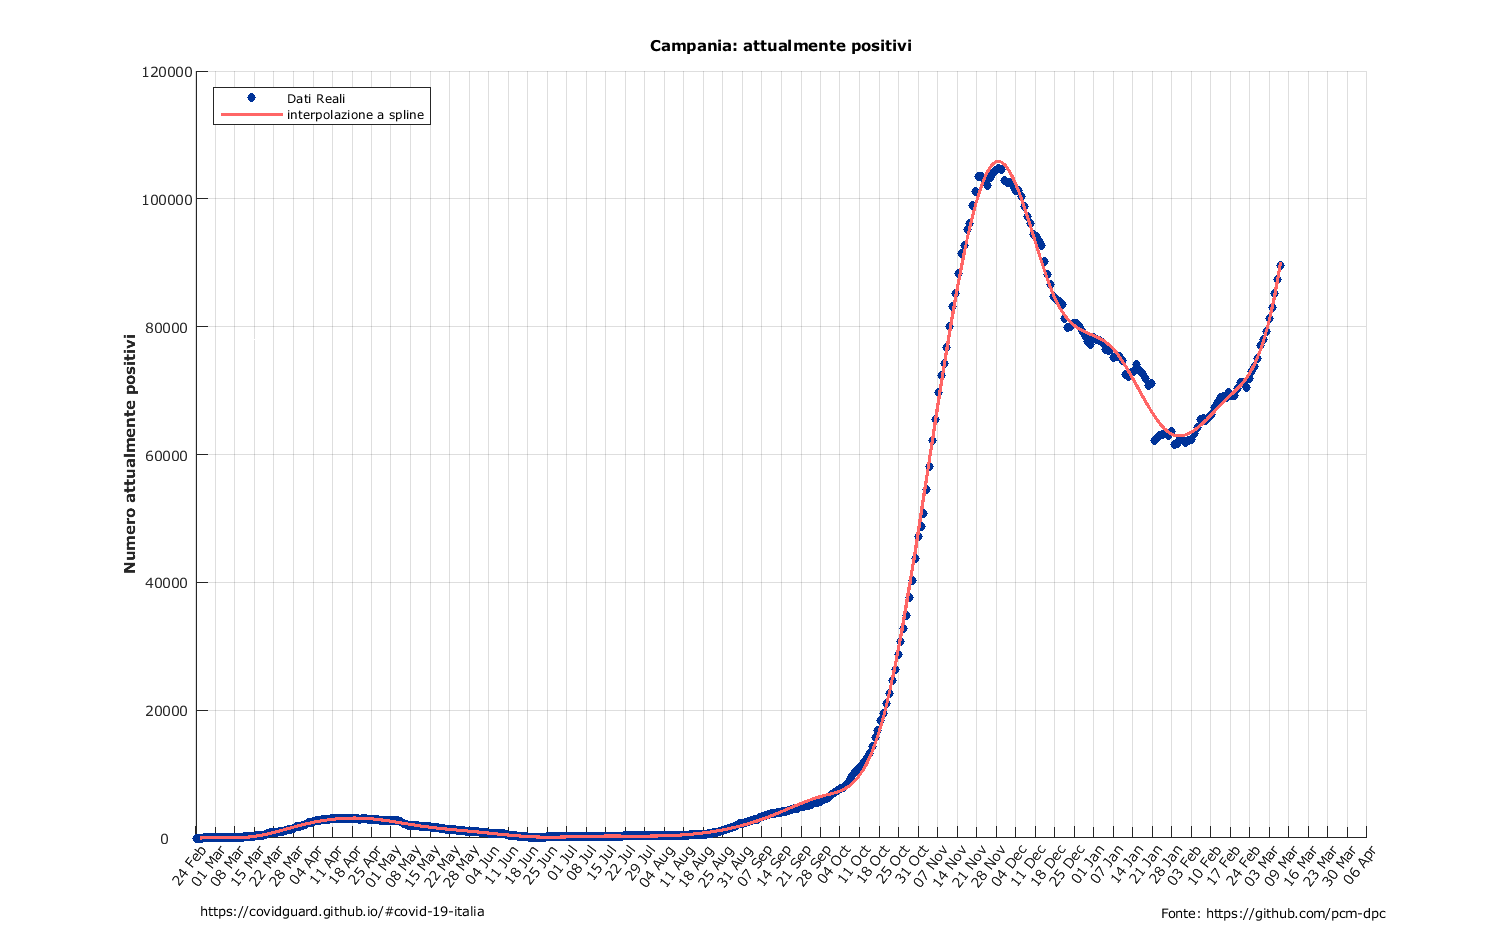 Campania: attualmente positivi
120000
100000
80000
60000
40000
20000
0
Numero attualmente positivi
Dati Reali
interpolazione a spline
24 Feb
01 Mar
08 Mar
15 Mar
22 Mar
28 Mar
04 Apr
11 Apr
18 Apr
25 Apr
01 May
08 May
15 May
22 May
28 May
04 Jun
11 Jun
18 Jun
25 Jun
01 Jul
08 Jul
15 Jul
22 Jul
29 Jul
04 Aug
11 Aug
18 Aug
25 Aug
31 Aug
07 Sep
14 Sep
21 Sep
28 Sep
04 Oct
11 Oct
18 Oct
25 Oct
31 Oct
07 Nov
14 Nov
21 Nov
28 Nov
04 Dec
11 Dec
18 Dec
25 Dec
01 Jan
07 Jan
14 Jan
21 Jan
28 Jan
03 Feb
10 Feb
17 Feb
24 Feb
03 Mar
09 Mar
16 Mar
23 Mar
30 Mar
06 Apr
https://covidguard.github.io/#covid-19-italia
Fonte: https://github.com/pcm-dpc